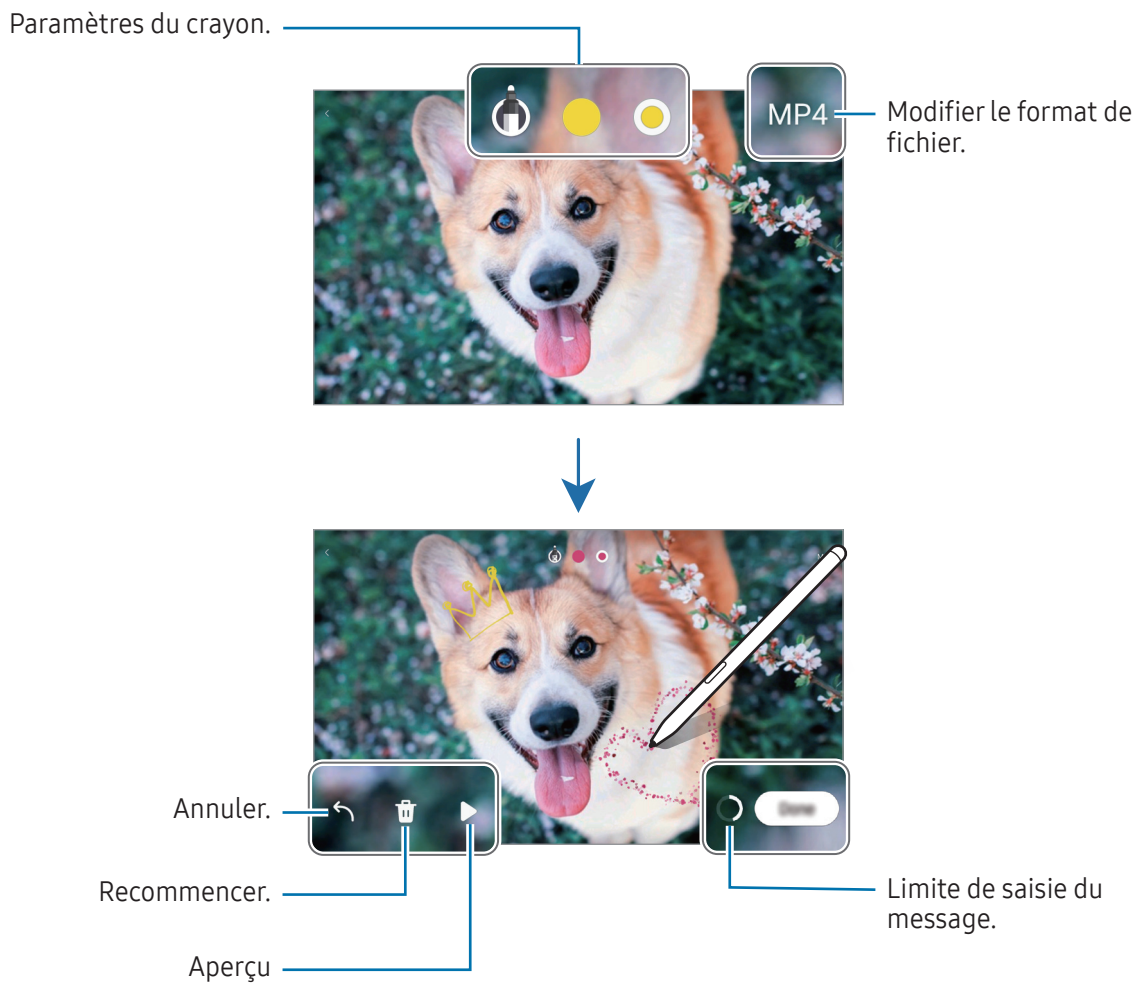 Paramètres du crayon.
MP4
Modifier le format de
fichier.
Annuler.
Done
Recommencer.
Limite de saisie du
message.
Aperçu